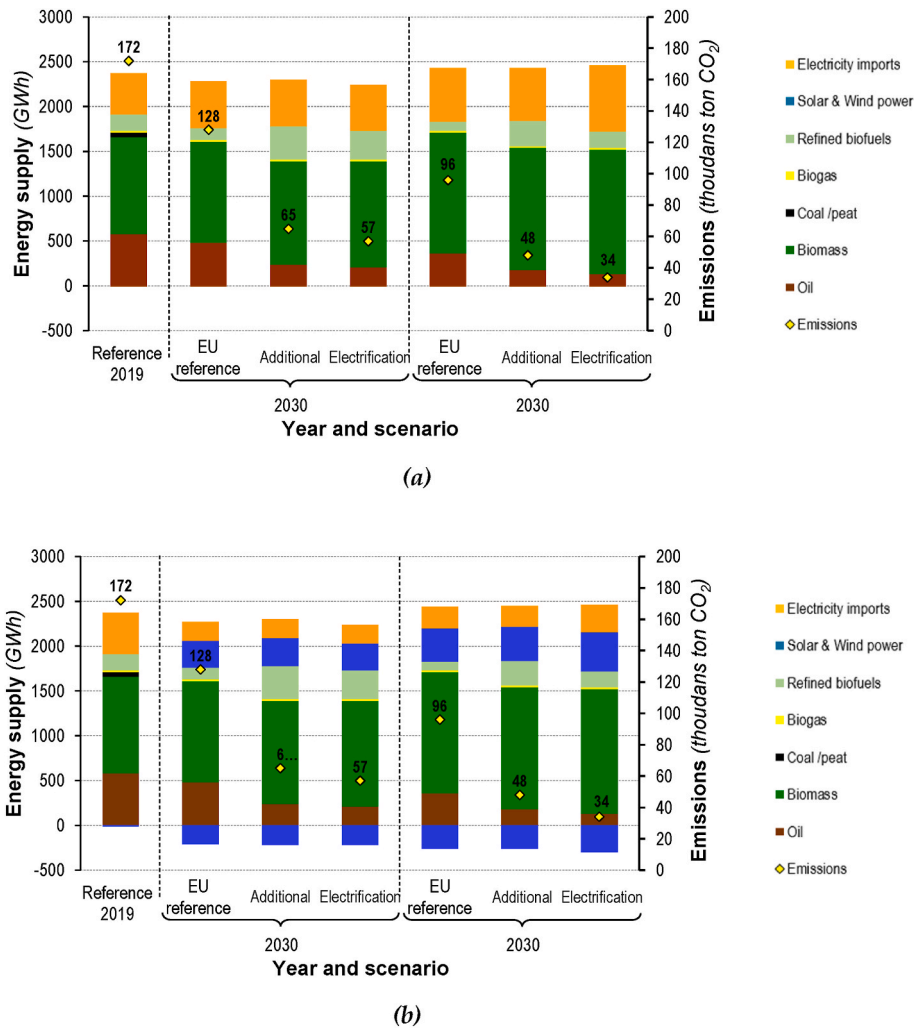 3000
2500
2000
1500
1000
500
0
-500
Energy supply (GWh)
172
128
65
57
96
48
34
200
180
160
140
120
100
80
60
40
20
0
Emissions (thoudans ton CO2)
Electricity imports
Solar & Wind power
Refined biofuels
Biogas
Coal /peat
Biomass
Oil
Emissions
Reference
2019
EU
reference
Additional
Electrification
EU
reference
Additional
Electrification
2030
2030
Year and scenario
(a)
3000
2500
2000
1500
1000
500
0
-500
Energy supply (GWh)
172
128
6...
57
96
48
34
200
180
160
140
120
100
80
60
40
20
0
Emissions (thoudans ton CO2)
Electricity imports
Solar & Wind power
Refined biofuels
Biogas
Coal /peat
Biomass
Oil
Emissions
Reference
2019
EU
reference
Additional
Electrification
EU
reference
Additional
Electrification
2030
2030
Year and scenario
(b)